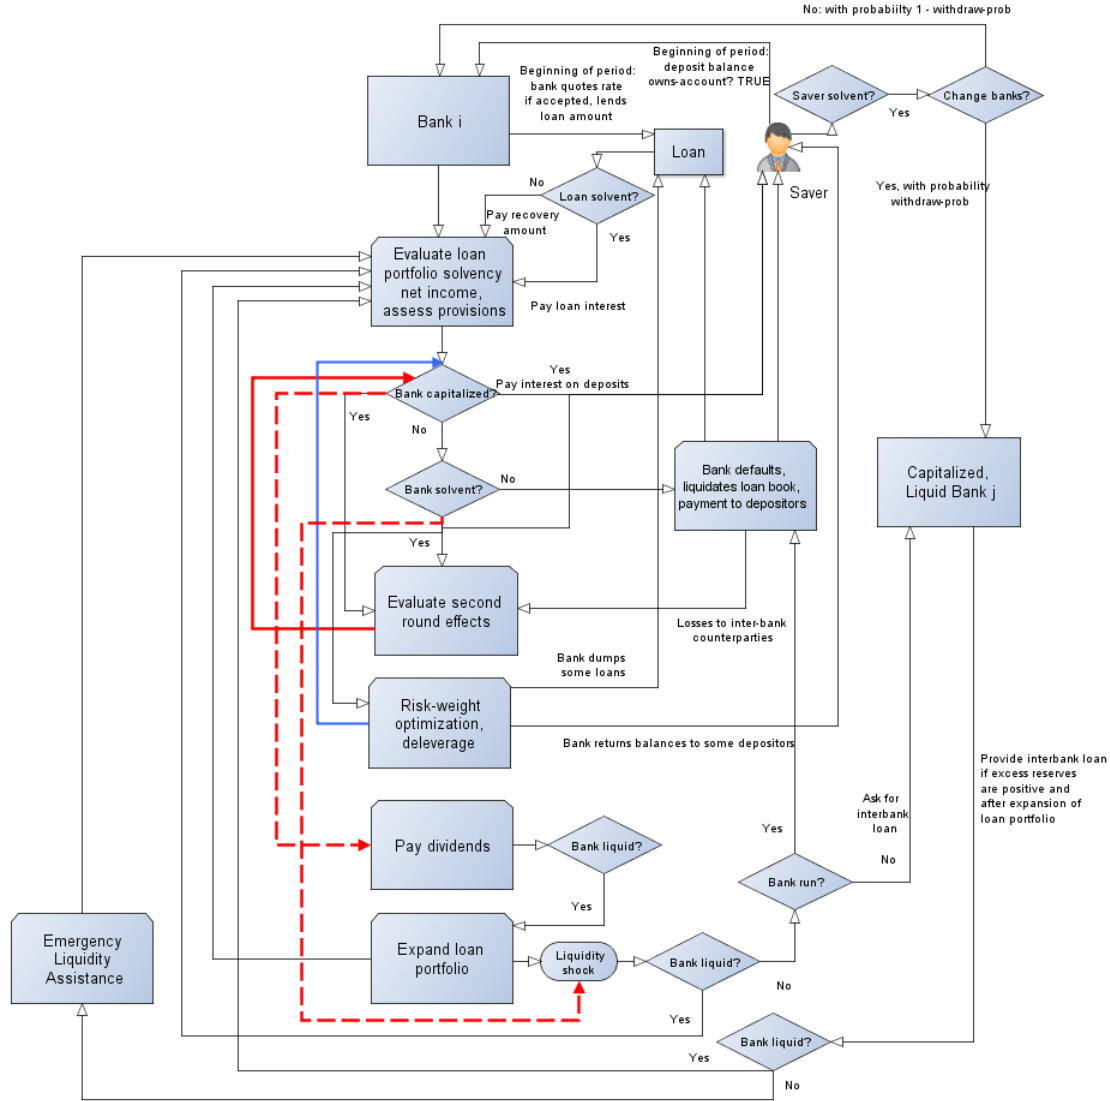 No: with probabiilty 1 - withdraw-prob
Beginning of period:
deposit balance
owns-account? TRUE
Beginning of period:
bank quotes rate
if accepted, lends
loan amount
Saver solvent?
Yes
Change banks?
Bank i
Loan
Saver
Yes, with probability
withdraw-prob
No
Loan solvent?
Pay recovery
amount
Yes
Evaluate loan
portfolio solvency
net income,
assess provisions
Pay loan interest
Yes
Pay interest on deposits
Bank capitalized?
Yes
No
Bank solvent?
No
Bank defaults,
liquidates loan book,
payment to depositors
Capitalized,
Liquid Bank j
Yes
Evaluate second
round effects
Losses to inter-bank
counterparties
Bank dumps
some loans
Risk-weight
optimization,
deleverage
Bank returns balances to some depositors
Provide interbank loan
if excess reserves
are positive and
after expansion of
loan portfolio
Ask for
interbank
loan
Yes
No
Pay dividends
Bank liquid?
Bank run?
Yes
Emergency
Liquidity
Assistance
Expand loan
portfolio
Liquidity
shock
Bank liquid?
No
Yes
Bank liquid?
Yes
No